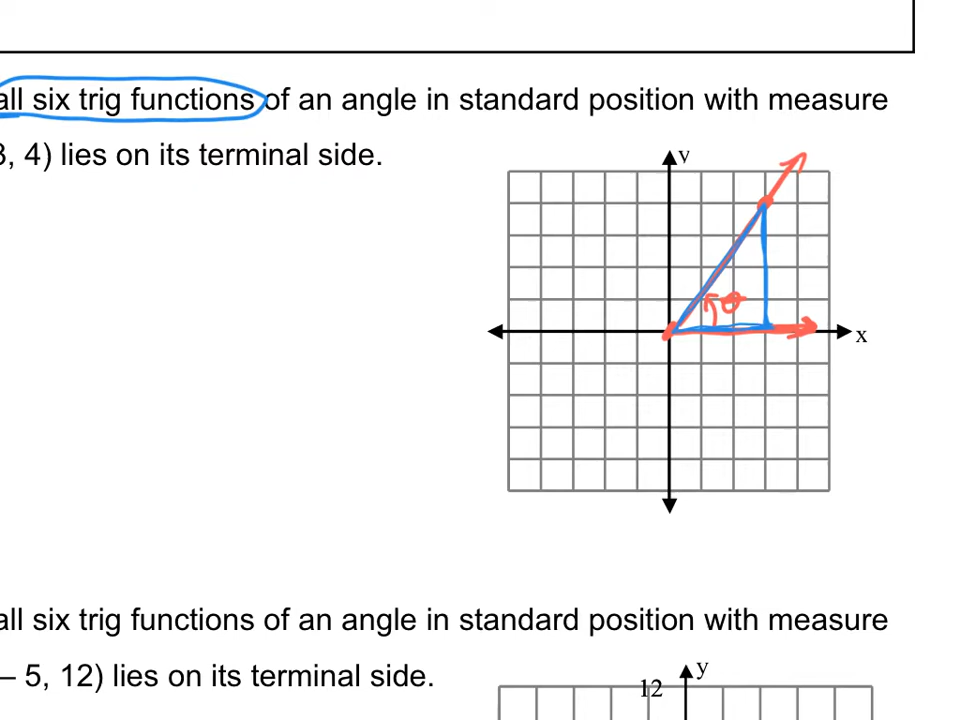 all six trig functions of an angle in standard position with measure
3, 4) lies on its terminal side.
y
θ
x
all six trig functions of an angle in standard position with measure
– 5, 12) lies on its terminal side.
y
12